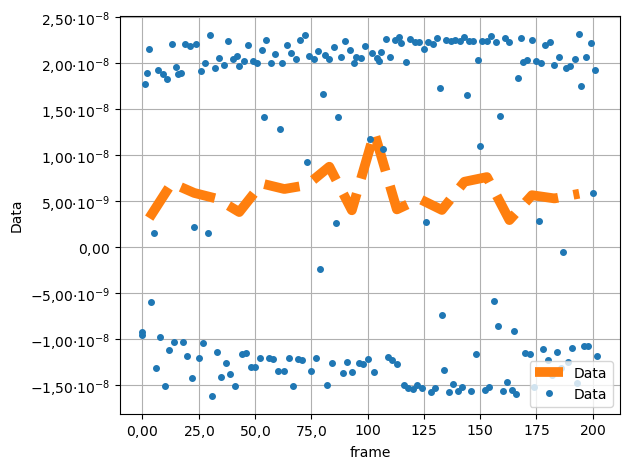 2,50·10⁻⁸
2,00·10⁻⁸
1,50·10⁻⁸
1,00·10⁻⁸
5,00·10⁻⁹
0,00
−5,00·10⁻⁹
−1,00·10⁻⁸
−1,50·10⁻⁸
Data
0,00 25,0 50,0 75,0 100 125 150 175 200
frame
Data
Data